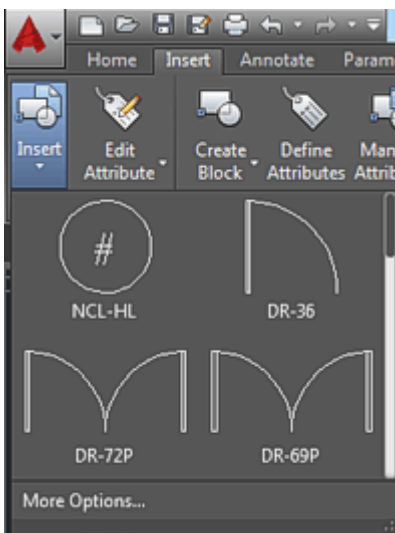 Home Insert Annotate Param
Insert Edit Attribute Create Block Define Attributes Man Attrib
#
NCL-HL DR-36
DR-72P DR-69P
More Options...